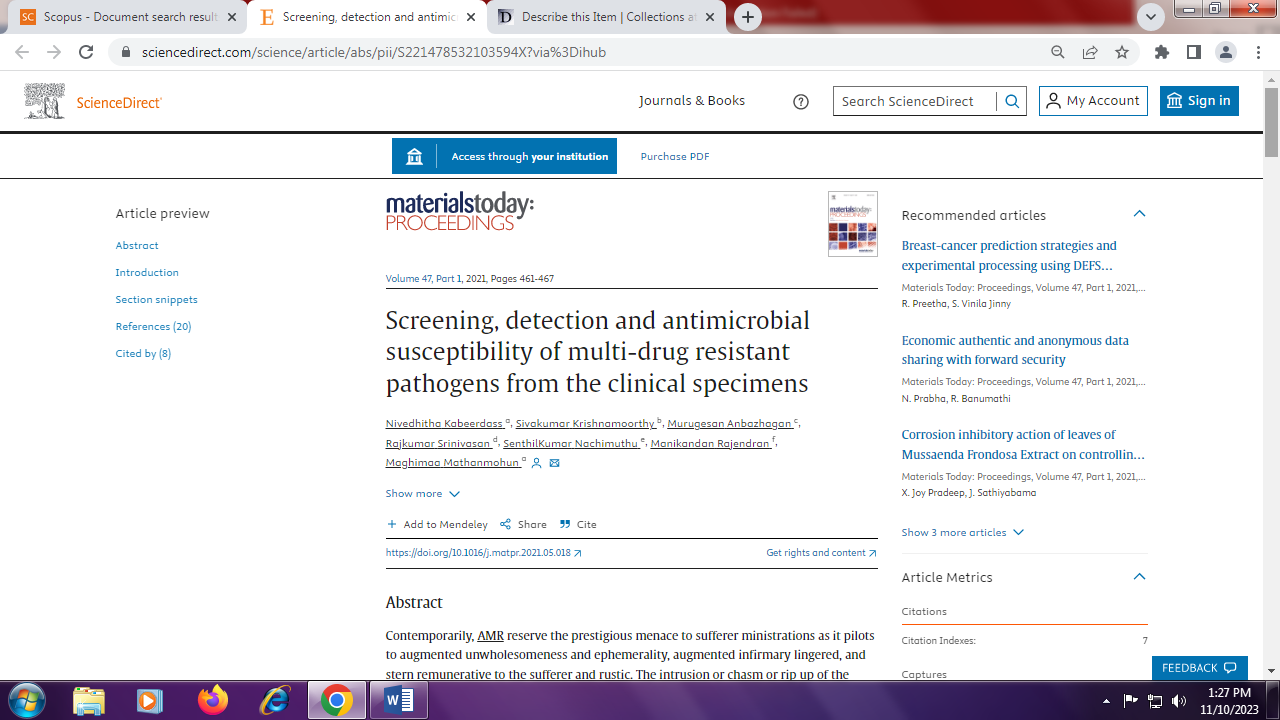 Scopus - Document search result
Screening, detection and antimicr
Describe this Item | Collections at
sciencedirect.com/science/article/abs/pii/S221478532103594X?via%3Dihub
ScienceDirect
Journals & Books
Search ScienceDirect
My Account
Sign in
Access through your institution
Purchase PDF
Article preview
Abstract
Introduction
Section snippets
References (20)
Cited by (8)
materialstoday:
PROCEEDINGS
materialstoday:
PROCEEDINGS
Volume 47, Part 1, 2021, Pages 461-467
Screening, detection and antimicrobial
susceptibility of multi-drug resistant
pathogens from the clinical specimens
Nivedhitha Kabeerdass a, Sivakumar Krishnamoorthy b, Murugesan Anbazhagan c,
Rajkumar Srinivasan d, SenthilKumar Nachimuthu e, Manikandan Rajendran f,
Maghimaa Mathanmohun a
Show more
Add to Mendeley Share Cite
https://doi.org/10.1016/j.matpr.2021.05.018
Get rights and content
Abstract
Contemporarily, AMR reserve the prestigious menace to sufferer ministrations as it pilots
to augmented unwholesomeness and ephemerality, augmented infirmary lingered, and
stern remunerative to the sufferer and rustic. The intrusion or chasm or rip up of the
Recommended articles
Breast-cancer prediction strategies and
experimental processing using DEFS…
Materials Today: Proceedings, Volume 47, Part 1, 2021,…
R. Preetha, S. Vinila Jinny
Economic authentic and anonymous data
sharing with forward security
Materials Today: Proceedings, Volume 47, Part 1, 2021,…
N. Prabha, R. Banumathi
Corrosion inhibitory action of leaves of
Mussaenda Frondosa Extract on controllin…
Materials Today: Proceedings, Volume 47, Part 1, 2021,…
X. Joy Pradeep, J. Sathiyabama
Show 3 more articles
Article Metrics
Citations
Citation Indexes: 7
Captures
FEEDBACK
1:27 PM
11/10/2023